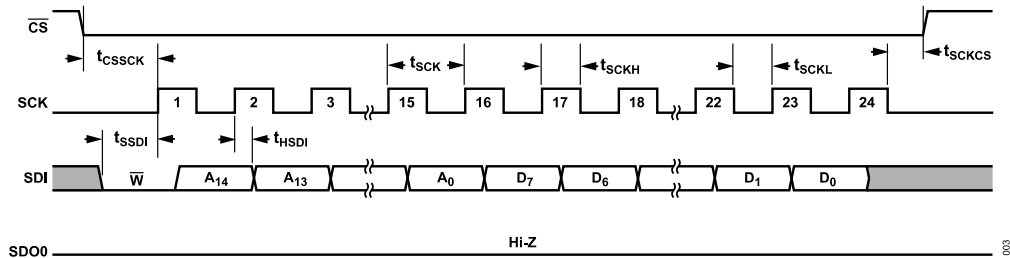 CS
tCSSCK
tSCK
tSCKH
tSCKL
tSCKCS
SCK
1 2 3 15 16 17 18 22 23 24
tSSDI
tHSDI
SDI
W A14 A13 A0 D7 D6 D1 D0
SDO0
Hi-Z
003